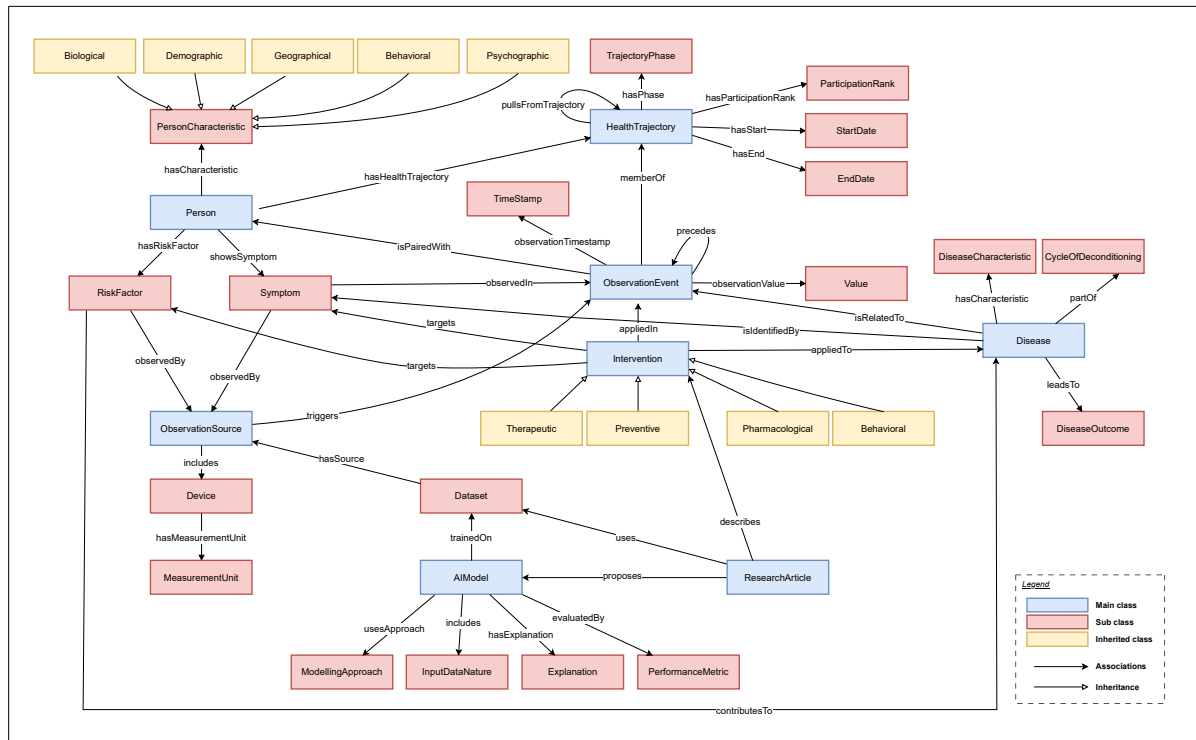 Biological
Demographic
Geographical
Behavioral
Psychographic
TrajectoryPhase
ParticipationRank
hasPhase
hasParticipationRank
pullsFromTrajectory
PersonCharacteristic
HealthTrajectory
hasStart
StartDate
hasEnd
hasCharacteristic
hasHealthTrajectory
memberOf
EndDate
TimeStamp
Person
precedes
observationTimestamp
isPairedWith
hasRiskFactor
showsSymptom
DiseaseCharacteristic
CycleOfDeconditioning
RiskFactor
Symptom
observedIn
ObservationEvent
observationValue
Value
hasCharacteristic
partOf
isRelatedTo
targets
appliedIn
isIdentifiedBy
Intervention
appliedTo
Disease
observedBy
observedBy
targets
leadsTo
ObservationSource
triggers
Therapeutic
Preventive
Pharmacological
Behavioral
DiseaseOutcome
includes
hasSource
Device
Dataset
hasMeasurementUnit
trainedOn
uses
describes
MeasurementUnit
AIModel
proposes
ResearchArticle
usesApproach
includes
hasExplanation
evaluatedBy
ModellingApproach
InputDataNature
Explanation
PerformanceMetric
contributesTo
Legend
Main class
Sub class
Inherited class
Associations
Inheritance